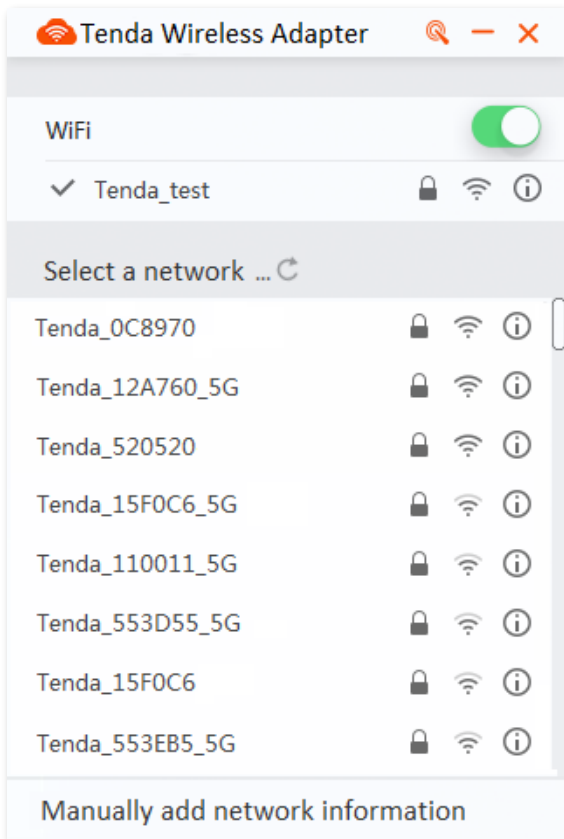 Tenda Wireless Adapter
WiFi
Tenda_test
Select a network ...
Tenda_0C8970
Tenda_12A760_5G
Tenda_520520
Tenda_15F0C6_5G
Tenda_110011_5G
Tenda_553D55_5G
Tenda_15F0C6
Tenda_553EB5_5G
Manually add network information